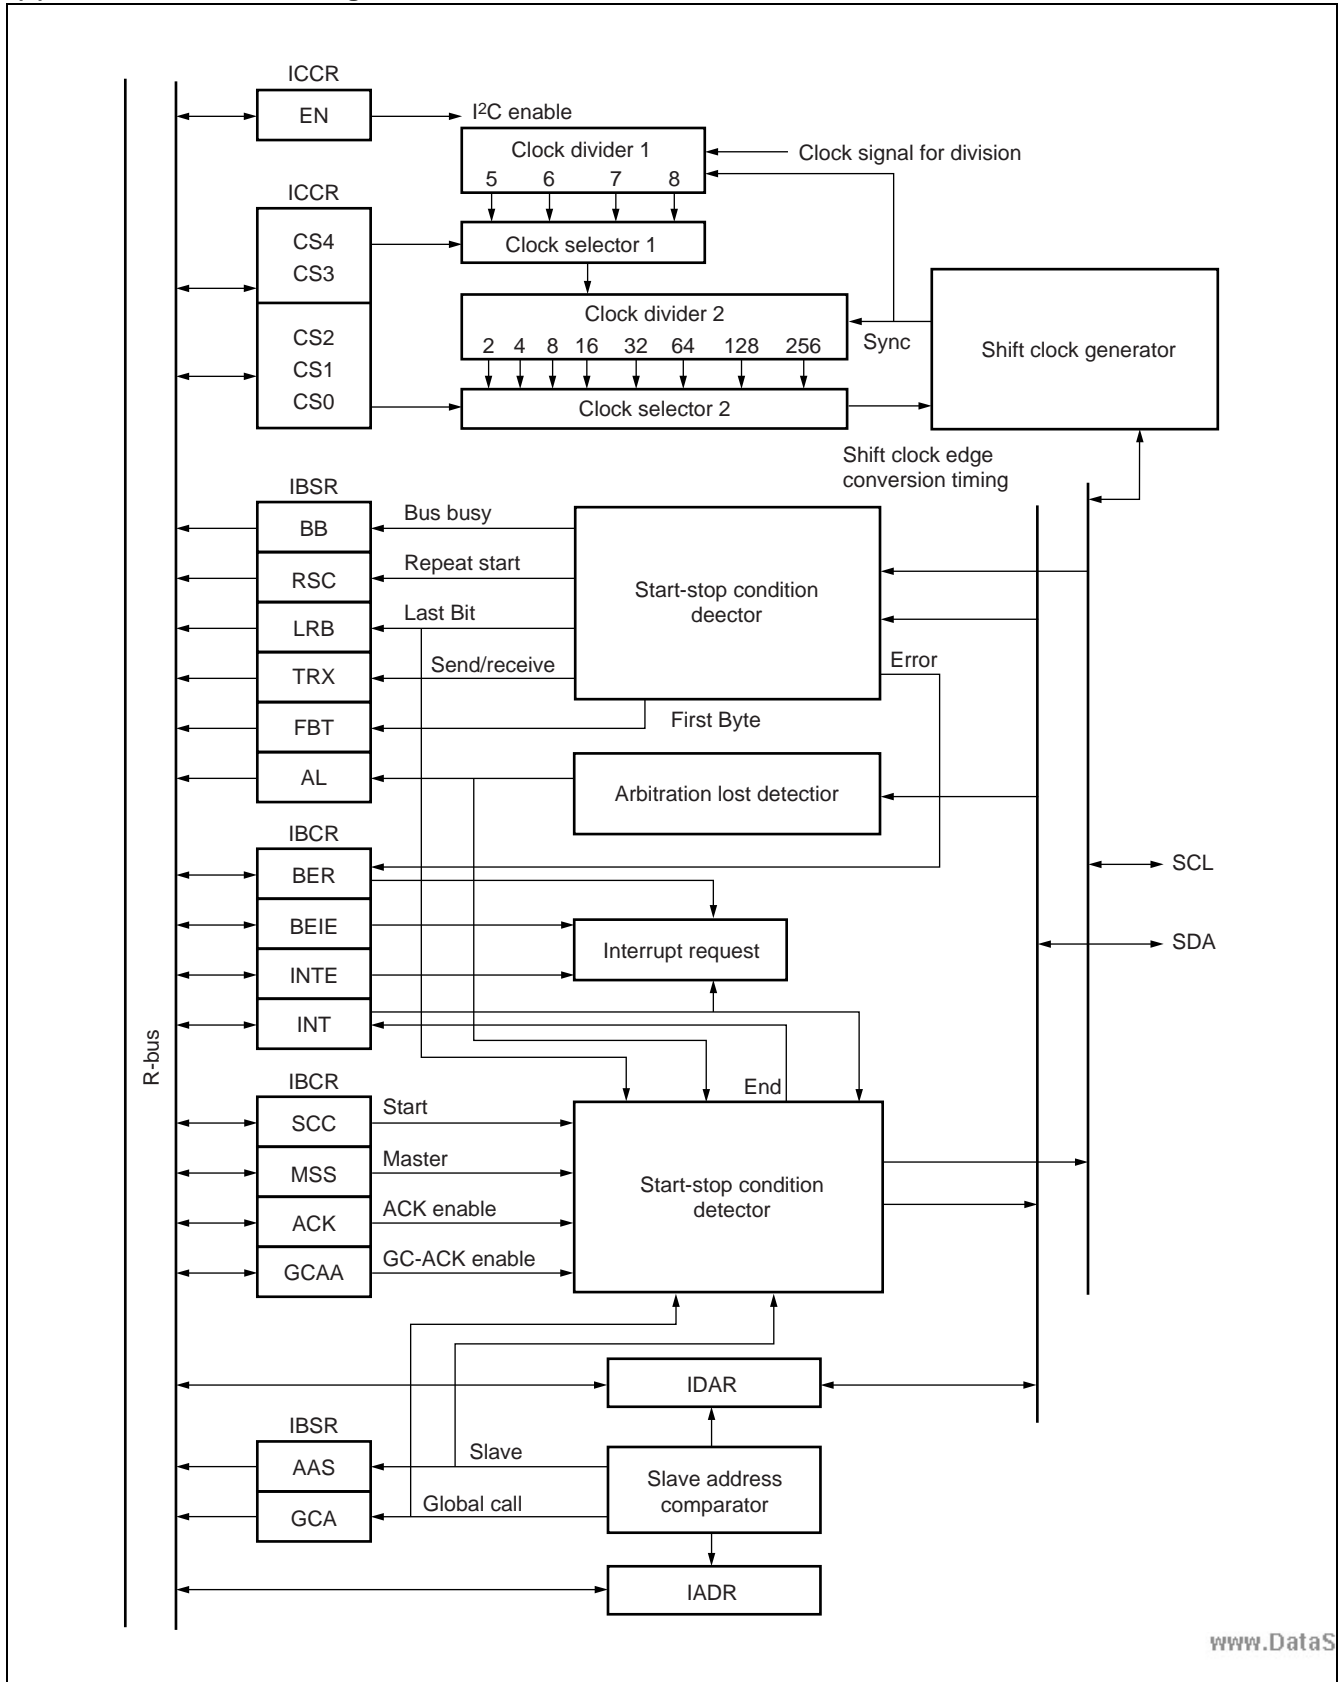 ICCR
EN
I²C enable
Clock divider 1
5 6 7 8
Clock signal for division
ICCR
CS4
CS3
Clock selector 1
Clock divider 2
2 4 8 16 32 64 128 256
Sync
Shift clock generator
CS2
CS1
CS0
Clock selector 2
Shift clock edge
conversion timing
IBSR
BB
Bus busy
RSC
Repeat start
LRB
Last Bit
TRX
Send/receive
FBT
First Byte
AL
Start-stop condition
deector
Error
Arbitration lost detectior
IBCR
BER
BEIE
INTE
INT
Interrupt request
SCL
SDA
R-bus
End
IBCR
SCC
Start
MSS
Master
ACK
ACK enable
GCAA
GC-ACK enable
Start-stop condition
detector
IDAR
IBSR
AAS
Slave
GCA
Global call
Slave address
comparator
IADR
www.DataS